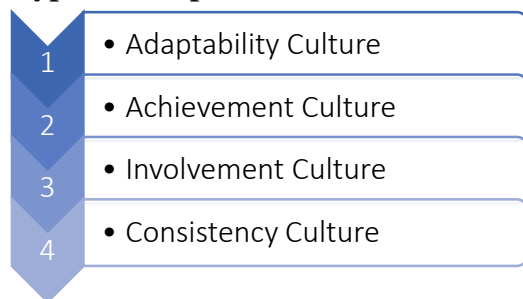 1
• Adaptability Culture
2
• Achievement Culture
3
• Involvement Culture
4
• Consistency Culture